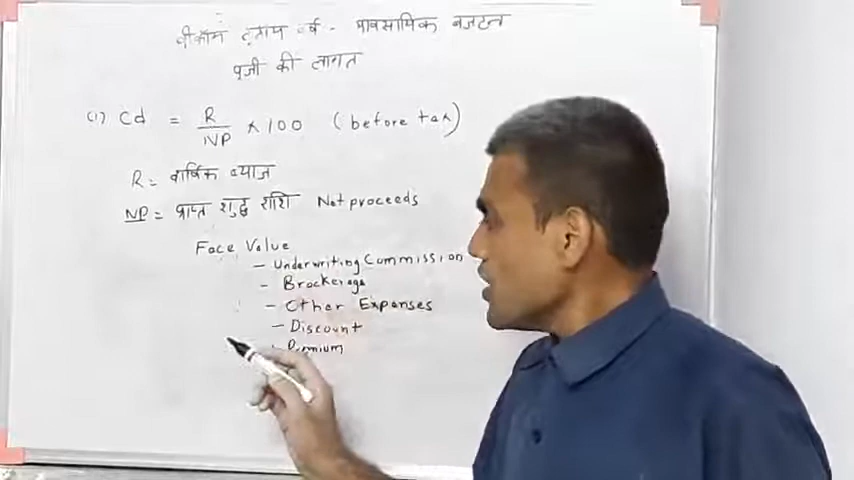 बीकॉम तृतीय वर्ष - व्यावसायिक बजटन
पूंजी की लागत
(1) Cd = R/NP × 100 (before tax)
R = वार्षिक ब्याज
NP = प्राप्त शुद्ध राशि Net proceeds
Face Value
- Underwriting Commission
- Brockerage
- Other Expenses
- Discount
Premium